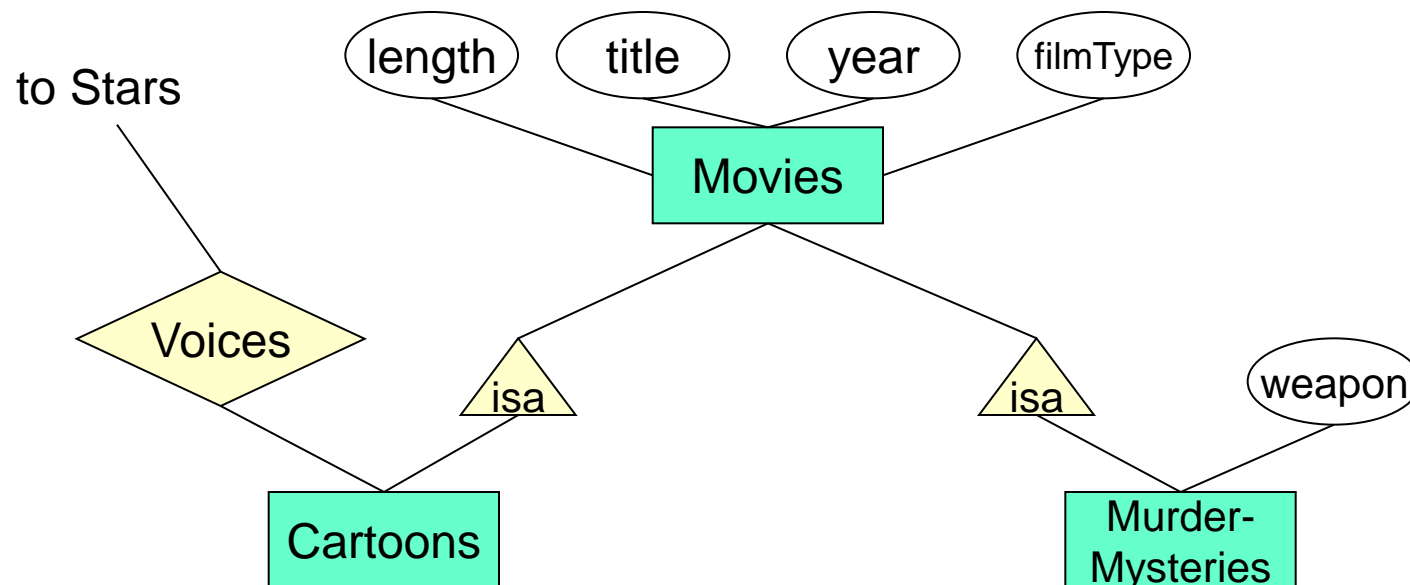 length
title
year
filmType
to Stars
Movies
Voices
isa
isa
weapon
Cartoons
Murder-
Mysteries